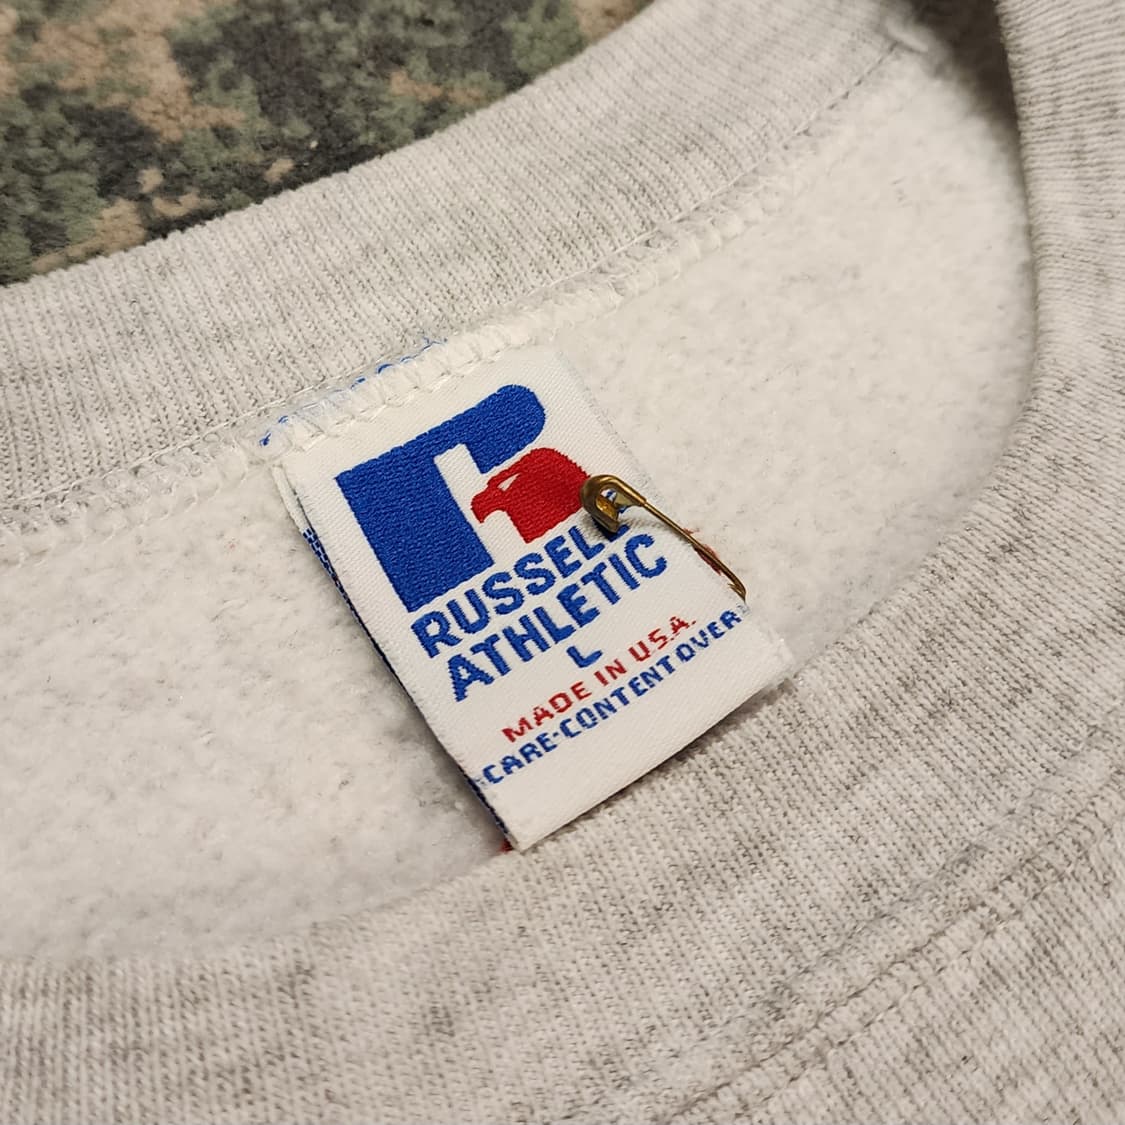 RUSSELL
ATHLETIC
L
MADE IN U.S.A.
CARE-CONTENT OVER